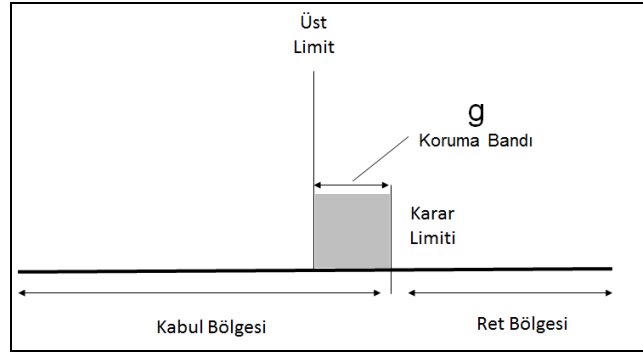 Üst
Limit
g
Koruma Bandı
Karar
Limiti
Kabul Bölgesi
Ret Bölgesi